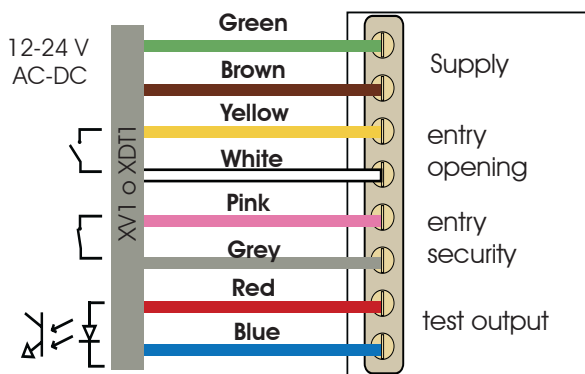 12-24 V
AC-DC
XV1 o XDT1
Green
Brown
Yellow
White
Pink
Grey
Red
Blue
Supply
entry
opening
entry
security
test output